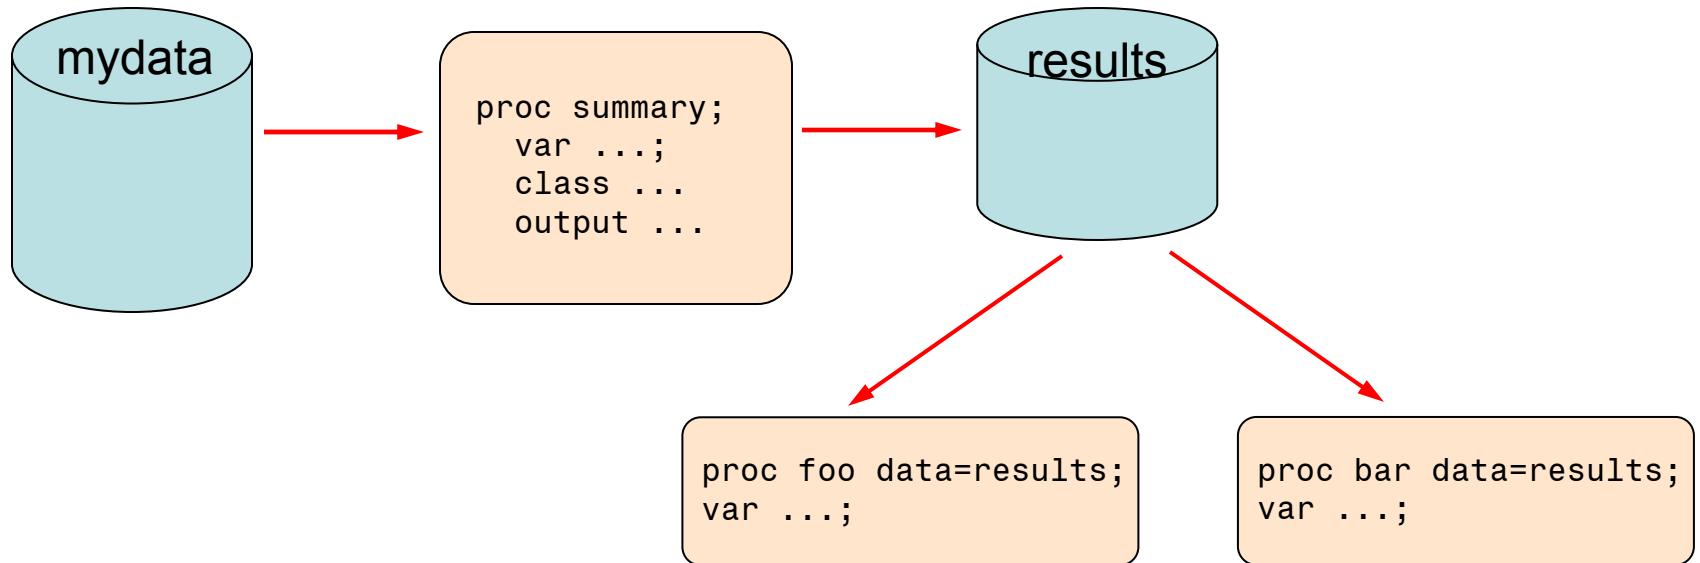 mydata
proc summary;
  var ...;
  class ...
  output ...
results
proc foo data=results;
var ...;
proc bar data=results;
var ...;